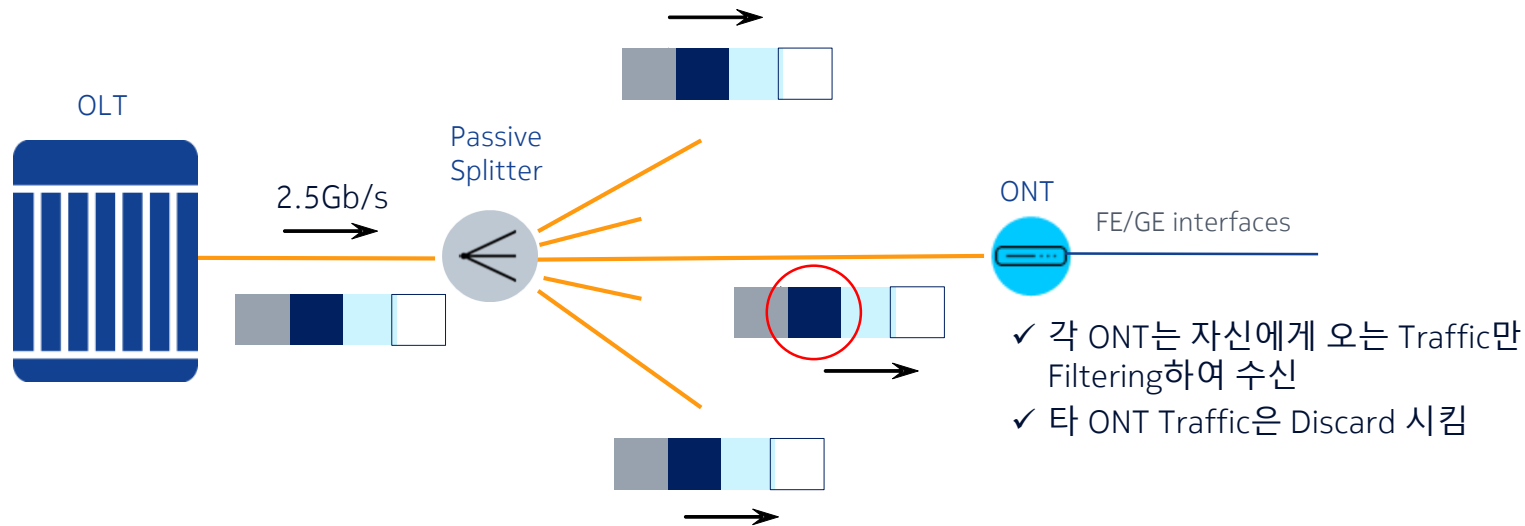 OLT
Passive
Splitter
2.5Gb/s
ONT
FE/GE interfaces
✓ 각 ONT는 자신에게 오는 Traffic만
Filtering하여 수신
✓ 타 ONT Traffic은 Discard 시킴